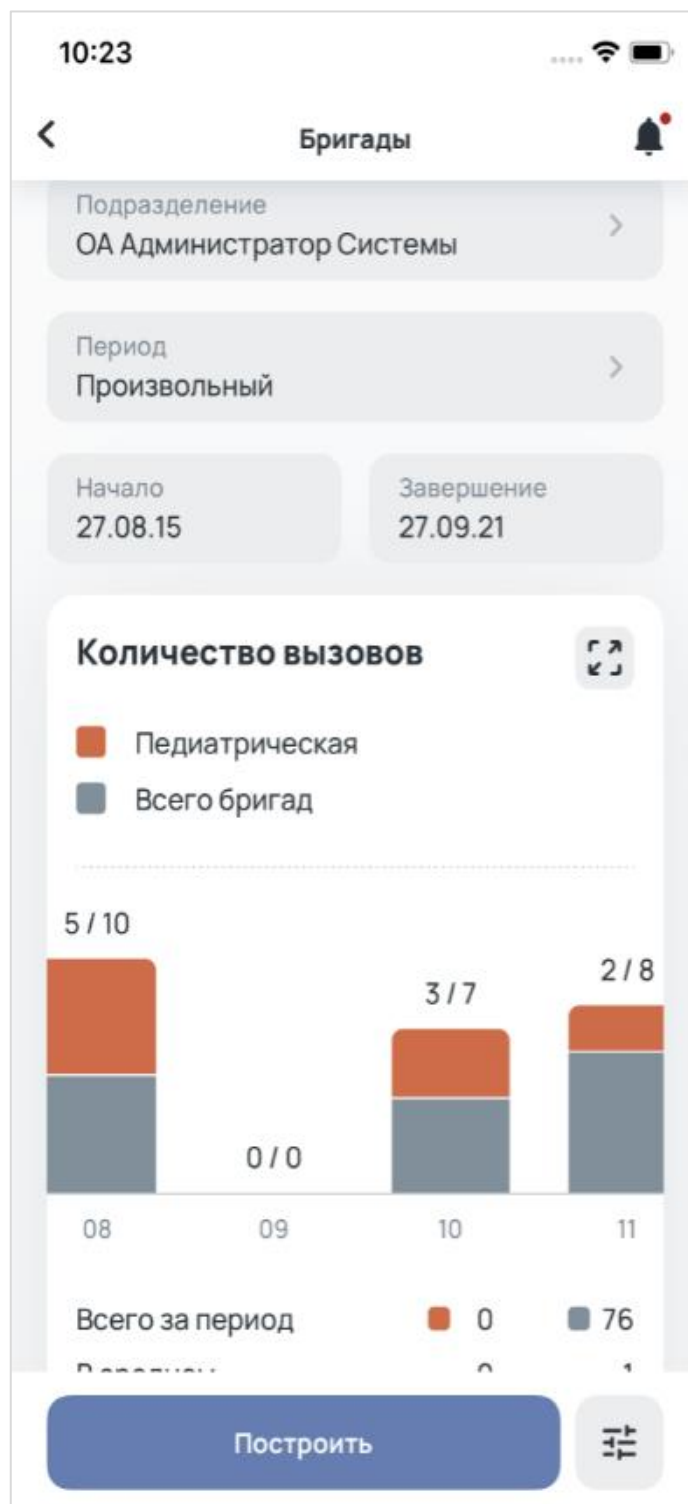 10:23
Бригады
Подразделение
ОА Администратор Системы
Период
Произвольный
Начало
27.08.15
Завершение
27.09.21
Количество вызовов
Педиатрическая
Всего бригад
5 / 10
0 / 0
3 / 7
2 / 8
08 09 10 11
Всего за период 0 76
Построить